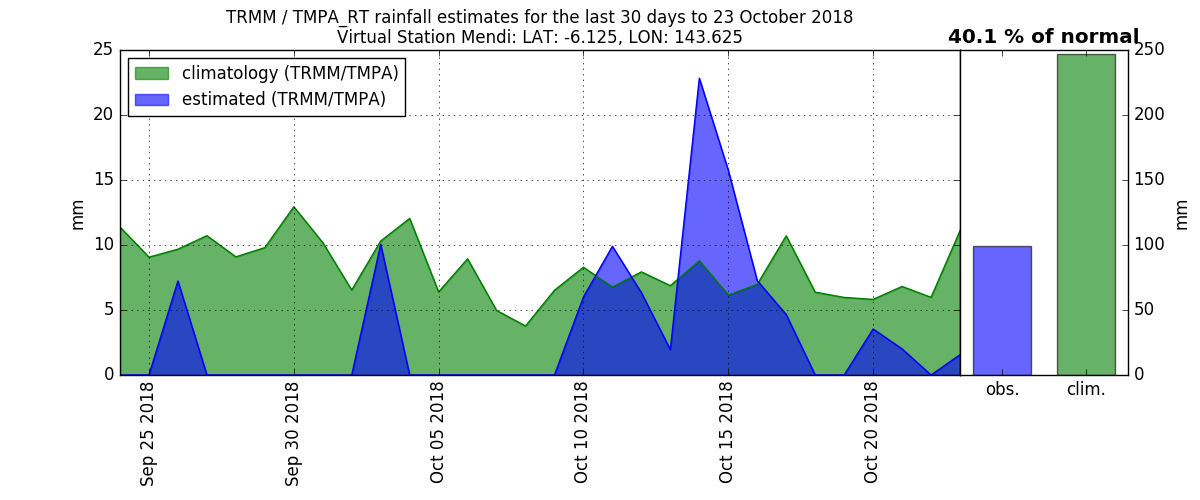 TRMM / TMPA_RT rainfall estimates for the last 30 days to 23 October 2018
Virtual Station Mendi: LAT: -6.125, LON: 143.625
40.1 % of normal
climatology (TRMM/TMPA)
estimated (TRMM/TMPA)
25
20
15
10
5
0
mm
250
200
150
100
50
0
mm
Sep 25 2018
Sep 30 2018
Oct 05 2018
Oct 10 2018
Oct 15 2018
Oct 20 2018
obs.
clim.